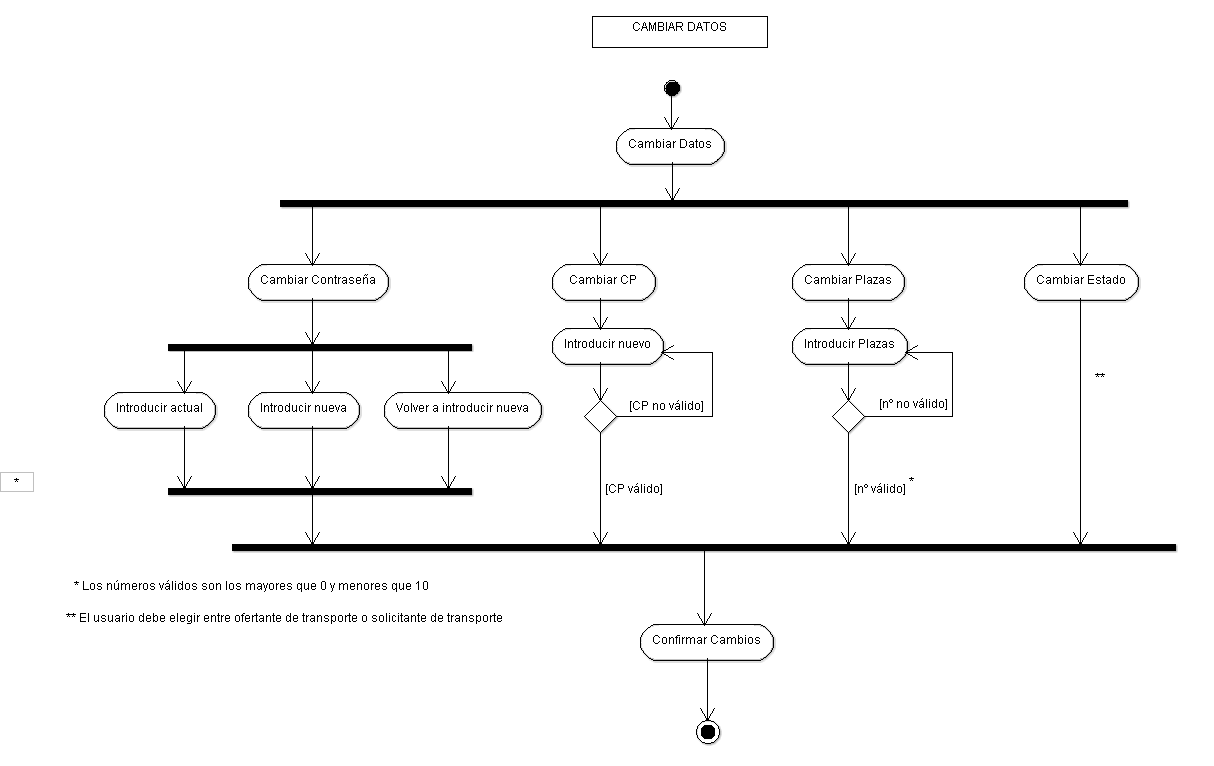 CAMBIAR DATOS
Cambiar Datos
Cambiar Contraseña
Cambiar CP
Cambiar Plazas
Cambiar Estado
Introducir nuevo
Introducir Plazas
**
Introducir actual
Introducir nueva
Volver a introducir nueva
[CP no válido]
[nº no válido]
*
[CP válido]
[nº válido] *
* Los números válidos son los mayores que 0 y menores que 10
** El usuario debe elegir entre ofertante de transporte o solicitante de transporte
Confirmar Cambios